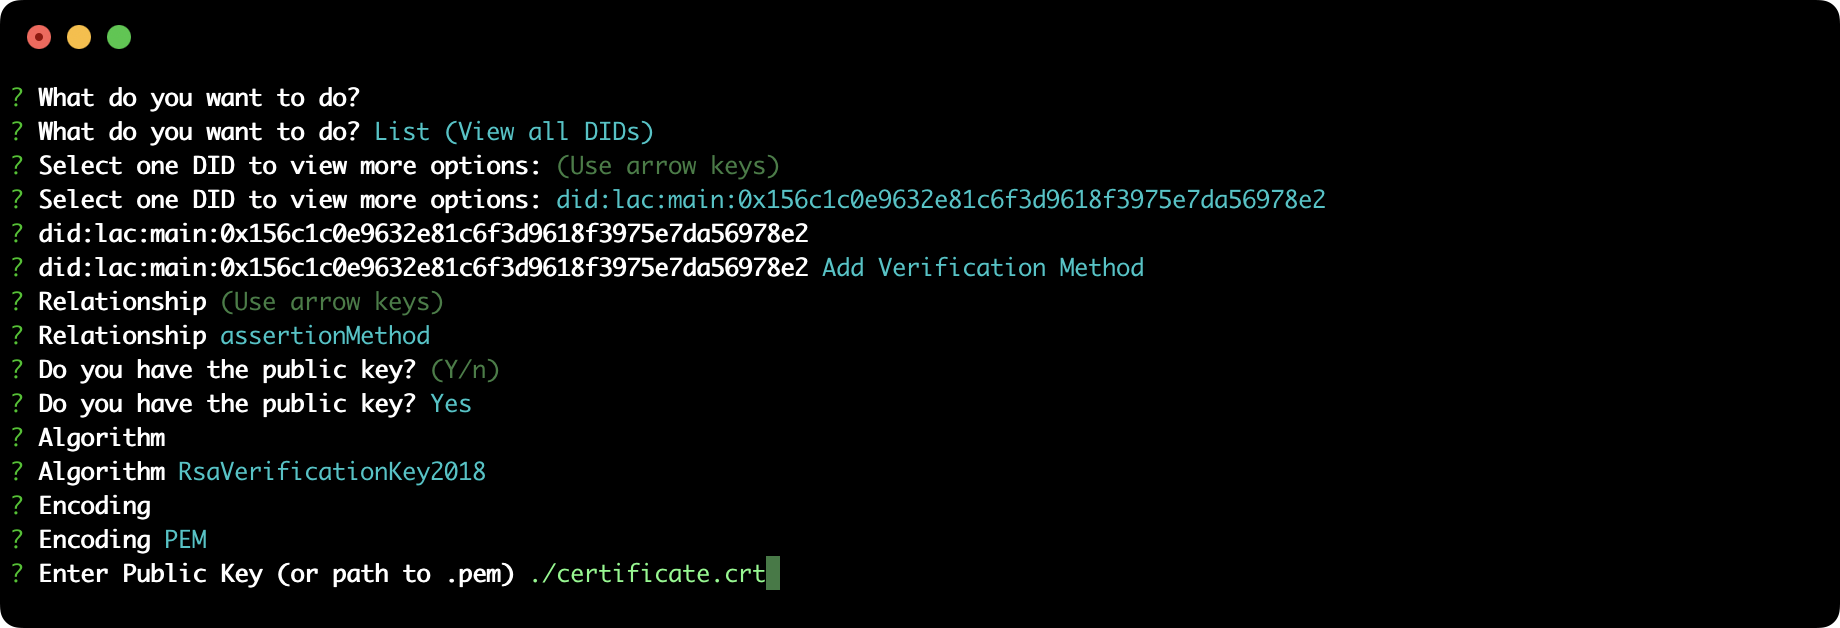 ? What do you want to do?
? What do you want to do? List (View all DIDs)
? Select one DID to view more options: (Use arrow keys)
? Select one DID to view more options: did:lac:main:0x156c1c0e9632e81c6f3d9618f3975e7da56978e2
? did:lac:main:0x156c1c0e9632e81c6f3d9618f3975e7da56978e2
? did:lac:main:0x156c1c0e9632e81c6f3d9618f3975e7da56978e2 Add Verification Method
? Relationship (Use arrow keys)
? Relationship assertionMethod
? Do you have the public key? (Y/n)
? Do you have the public key? Yes
? Algorithm
? Algorithm RsaVerificationKey2018
? Encoding
? Encoding PEM
? Enter Public Key (or path to .pem) ./certificate.crt